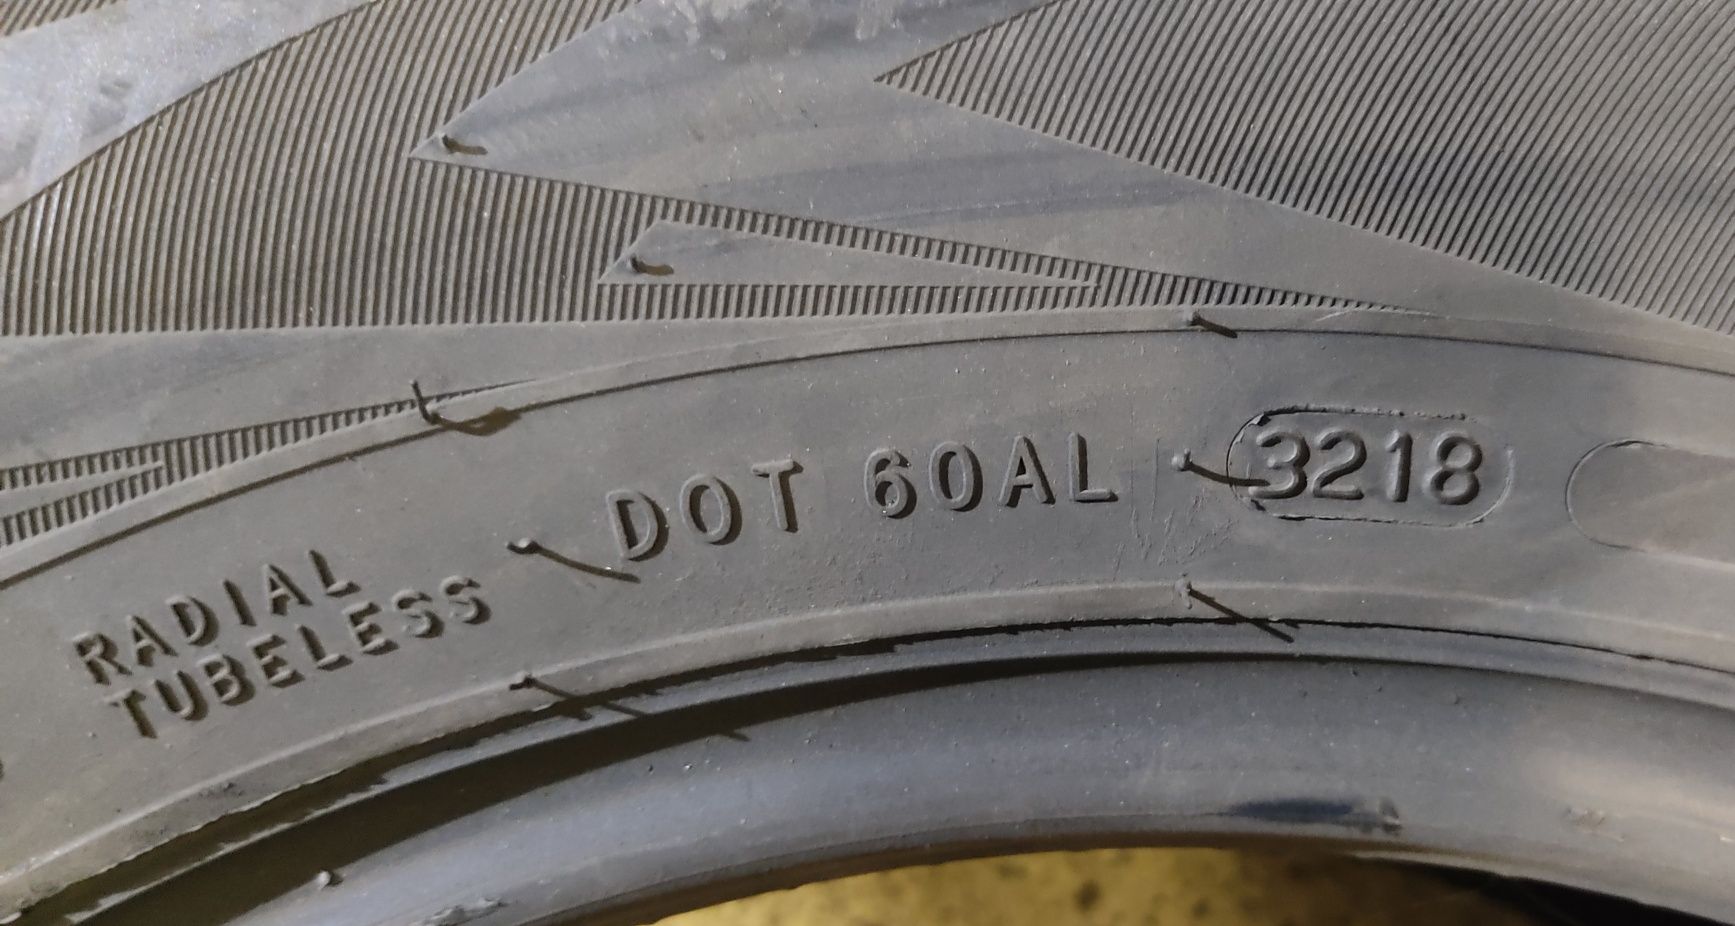 RADIAL
TUBELESS
DOT 60AL 3218